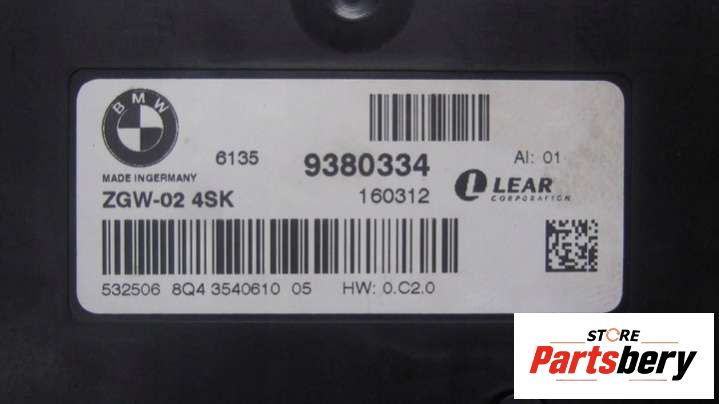 BMW
MADE INGERMANY
6135 9380334 AI: 01
ZGW-02 4SK 160312 LEAR
CORPORATION
532506 8Q4 3540610 05 HW: 0.C2.0
STORE
Partsbery